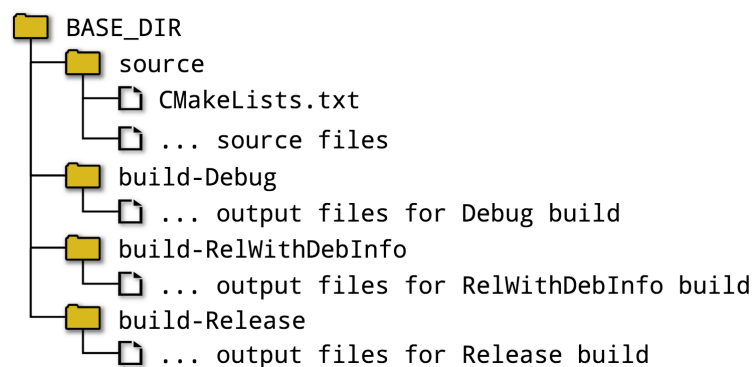 BASE_DIR
source
CMakeLists.txt
... source files
build-Debug
... output files for Debug build
build-RelWithDebInfo
... output files for RelWithDebInfo build
build-Release
... output files for Release build